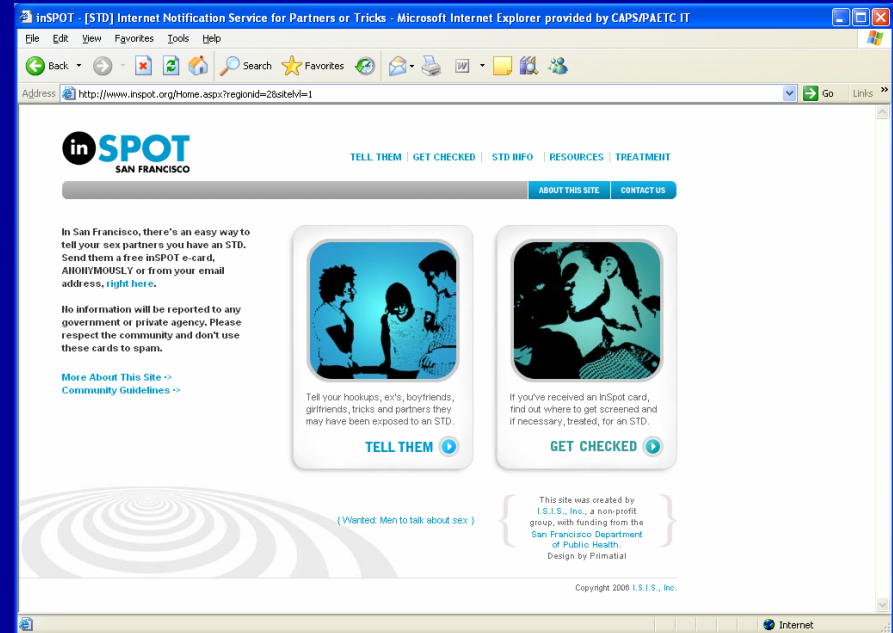 inSPOT - [STD] Internet Notification Service for Partners or Tricks - Microsoft Internet Explorer provided by CAPS/PAETC IT
File Edit View Favorites Tools Help
Back Search Favorites
Address http://www.inspot.org/Home.aspx?regionid=26&sitelvl=1 Go Links »
inSPOT
SAN FRANCISCO
TELL THEM | GET CHECKED | STD INFO | RESOURCES | TREATMENT
ABOUT THIS SITE CONTACT US
In San Francisco, there's an easy way to
tell your sex partners you have an STD.
Send them a free inSPOT e-card,
ANONYMOUSLY or from your email
address, right here.
No information will be reported to any
government or private agency. Please
respect the community and don't use
these cards to spam.
More About This Site ->
Community Guidelines ->
Tell your hookups, ex's, boyfriends,
girlfriends, tricks and partners they
may have been exposed to an STD.
TELL THEM
If you've received an InSpot card,
find out where to get screened and
if necessary, treated, for an STD.
GET CHECKED
{ Wanted: Men to talk about sex }
This site was created by
I.S.I.S., Inc., a non-profit
group, with funding from the
San Francisco Department
of Public Health.
Design by Primatial
Copyright 2006 I.S.I.S., Inc.
Internet